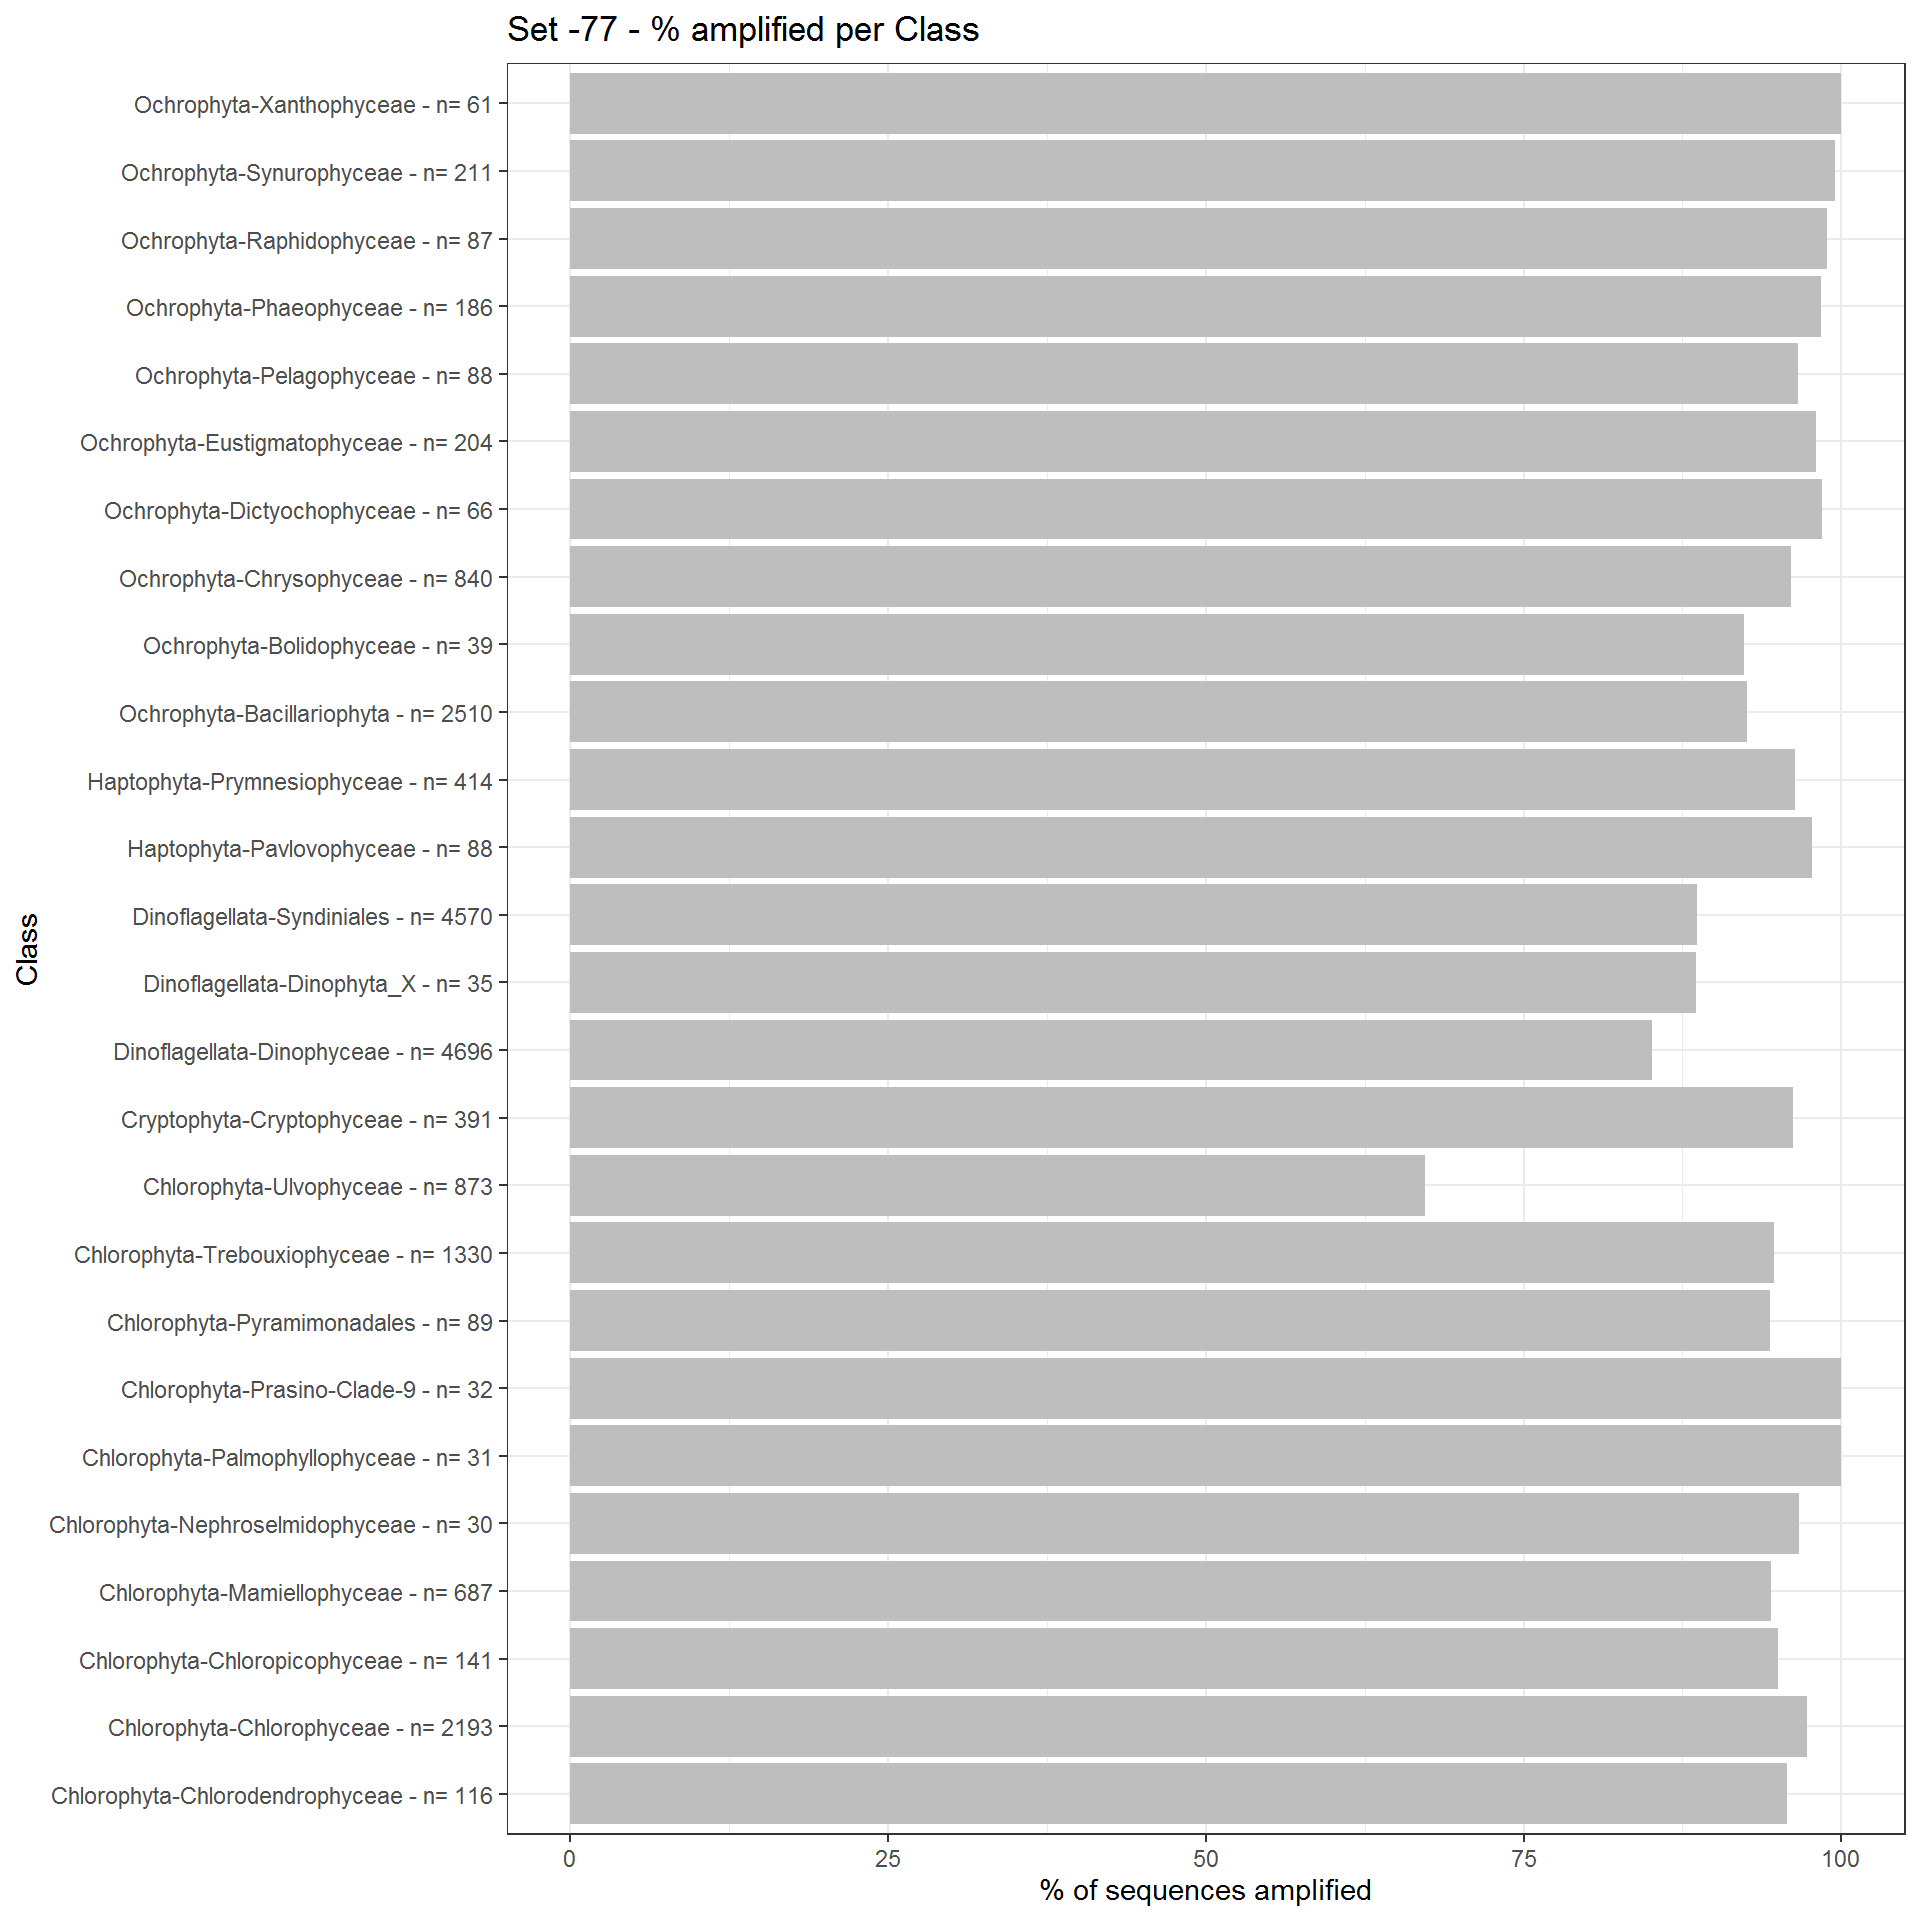 Set -77 - % amplified per Class
Ochrophyta-Xanthophyceae - n= 61
Ochrophyta-Synurophyceae - n= 211
Ochrophyta-Raphidophyceae - n= 87
Ochrophyta-Phaeophyceae - n= 186
Ochrophyta-Pelagophyceae - n= 88
Ochrophyta-Eustigmatophyceae - n= 204
Ochrophyta-Dictyochophyceae - n= 66
Ochrophyta-Chrysophyceae - n= 840
Ochrophyta-Bolidophyceae - n= 39
Ochrophyta-Bacillariophyta - n= 2510
Haptophyta-Prymnesiophyceae - n= 414
Haptophyta-Pavlovophyceae - n= 88
Dinoflagellata-Syndiniales - n= 4570
Dinoflagellata-Dinophyta_X - n= 35
Dinoflagellata-Dinophyceae - n= 4696
Cryptophyta-Cryptophyceae - n= 391
Chlorophyta-Ulvophyceae - n= 873
Chlorophyta-Trebouxiophyceae - n= 1330
Chlorophyta-Pyramimonadales - n= 89
Chlorophyta-Prasino-Clade-9 - n= 32
Chlorophyta-Palmophyllophyceae - n= 31
Chlorophyta-Nephroselmidophyceae - n= 30
Chlorophyta-Mamiellophyceae - n= 687
Chlorophyta-Chloropicophyceae - n= 141
Chlorophyta-Chlorophyceae - n= 2193
Chlorophyta-Chlorodendrophyceae - n= 116
Class
0 25 50 75 100
% of sequences amplified